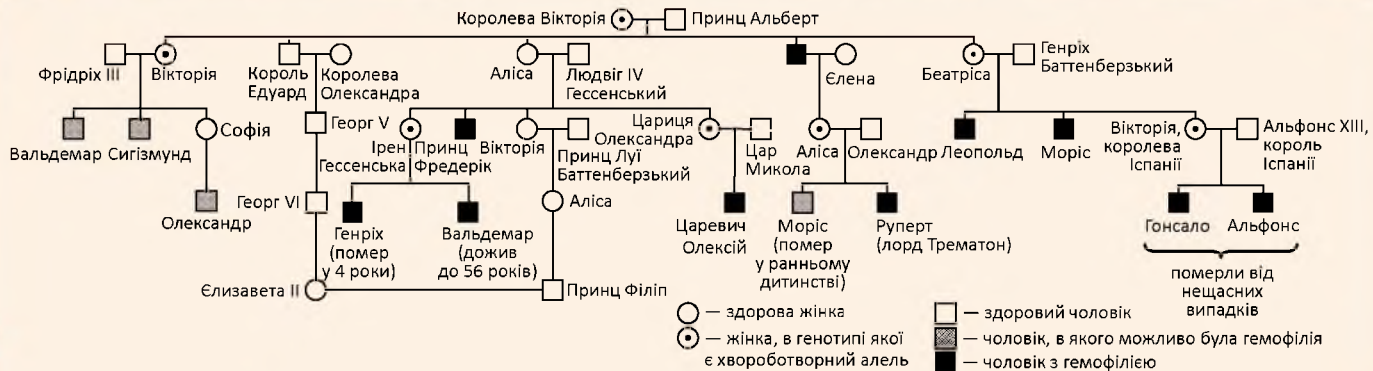 Королева Вікторія
Принц Альберт
Фрідріх III
Вікторія
Король
Едуард
Королева
Олександра
Аліса
Людвіг IV
Гессенський
Єлена
Беатріса
Генріх
Баттенберзький
Вальдемар
Сигізмунд
Софія
Георг V
Ірен
Гессенська
Принц
Фредерік
Вікторія
Принц Луї
Баттенберзький
Цариця
Олександра
Цар
Микола
Аліса
Олександр
Леопольд
Моріс
Вікторія,
королева
Іспанії
Альфонс XIII,
король
Іспанії
Олександр
Георг VI
Генріх
(помер
у 4 роки)
Вальдемар
(дожив
до 56 років)
Аліса
Царевич
Олексій
Моріс
(помер
у ранньому
дитинстві)
Руперт
(лорд Трематон)
Гонсало
Альфонс
померли від
нещасних
випадків
Єлизавета II
Принц Філіп
— здорова жінка
— жінка, в генотипі якої
є хвороботворний алель
— здоровий чоловік
— чоловік, в якого можливо була гемофілія
— чоловік з гемофілією